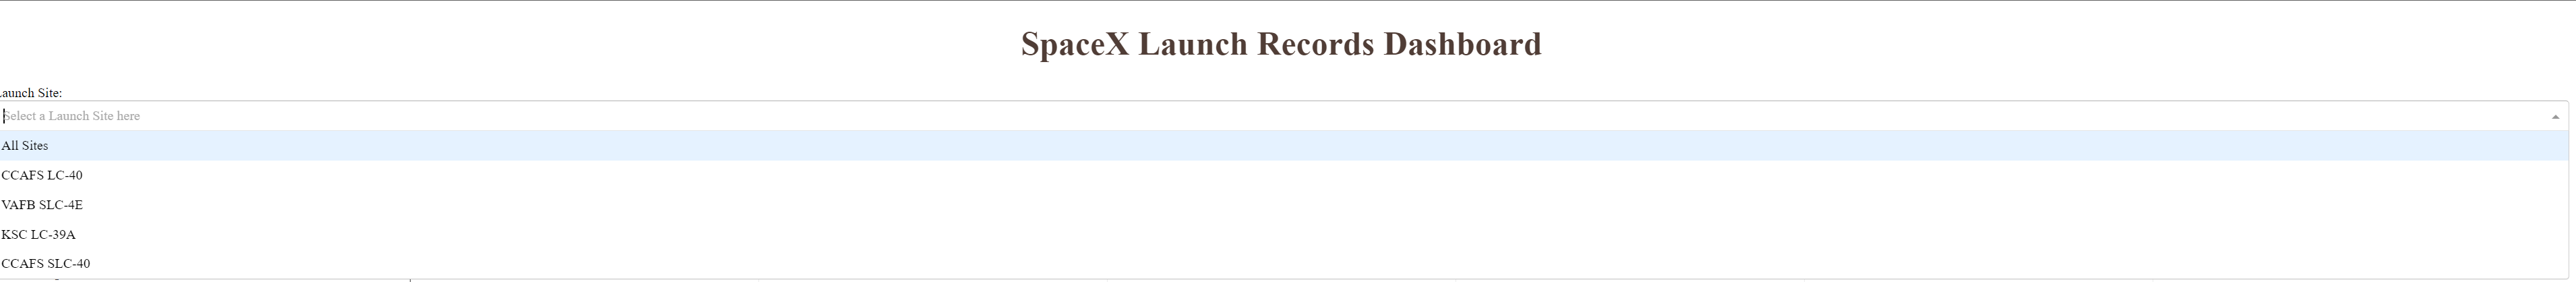 SpaceX Launch Records Dashboard
Launch Site:
Select a Launch Site here
All Sites
CCAFS LC-40
VAFB SLC-4E
KSC LC-39A
CCAFS SLC-40